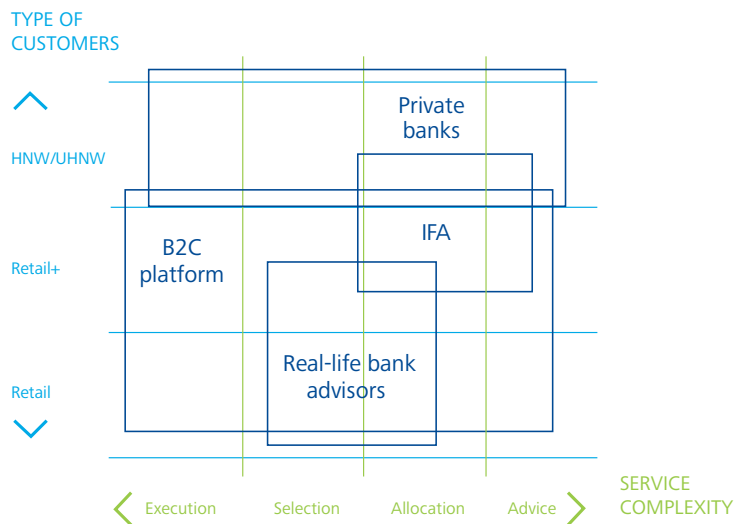 TYPE OF
CUSTOMERS
Private
banks
HNW/UHNW
IFA
B2C
platform
Retail+
Real-life bank
advisors
Retail
SERVICE
COMPLEXITY
Execution
Selection
Allocation
Advice